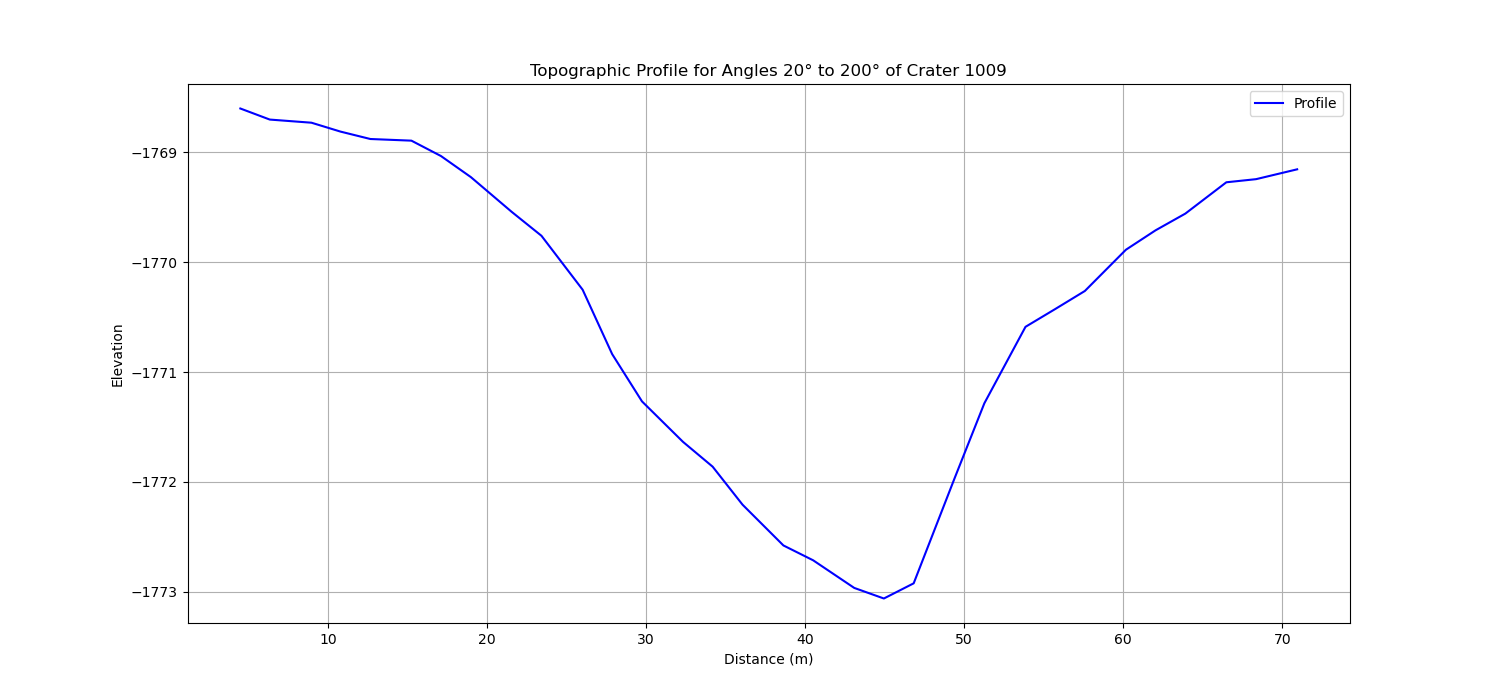 Topographic Profile for Angles 20° to 200° of Crater 1009
Profile
Elevation
−1769
−1770
−1771
−1772
−1773
10 20 30 40 50 60 70
Distance (m)